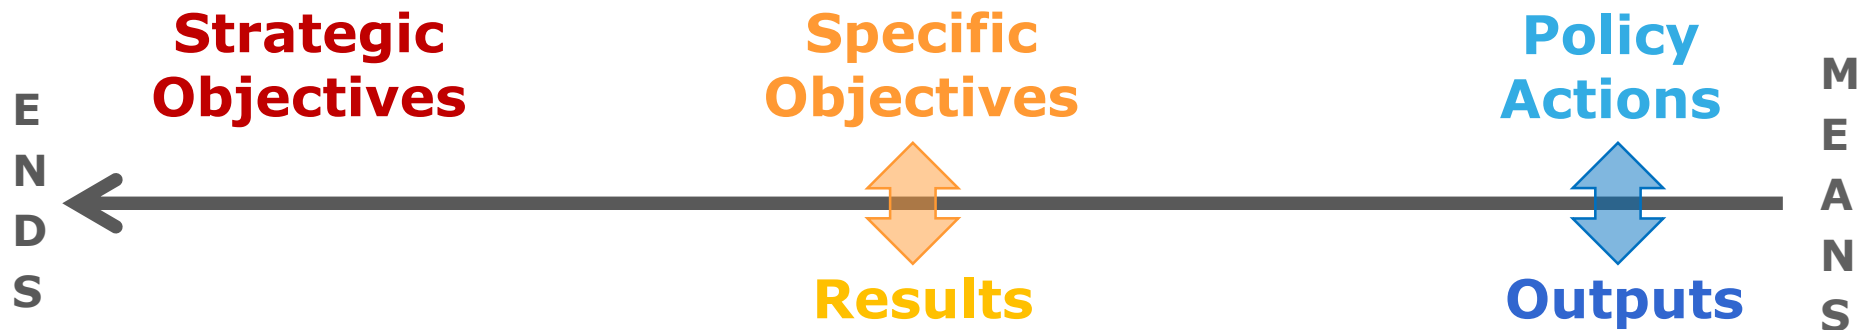 Strategic
Objectives
Specific
Objectives
Policy
Actions
E
N
D
S
M
E
A
N
S
Results
Outputs